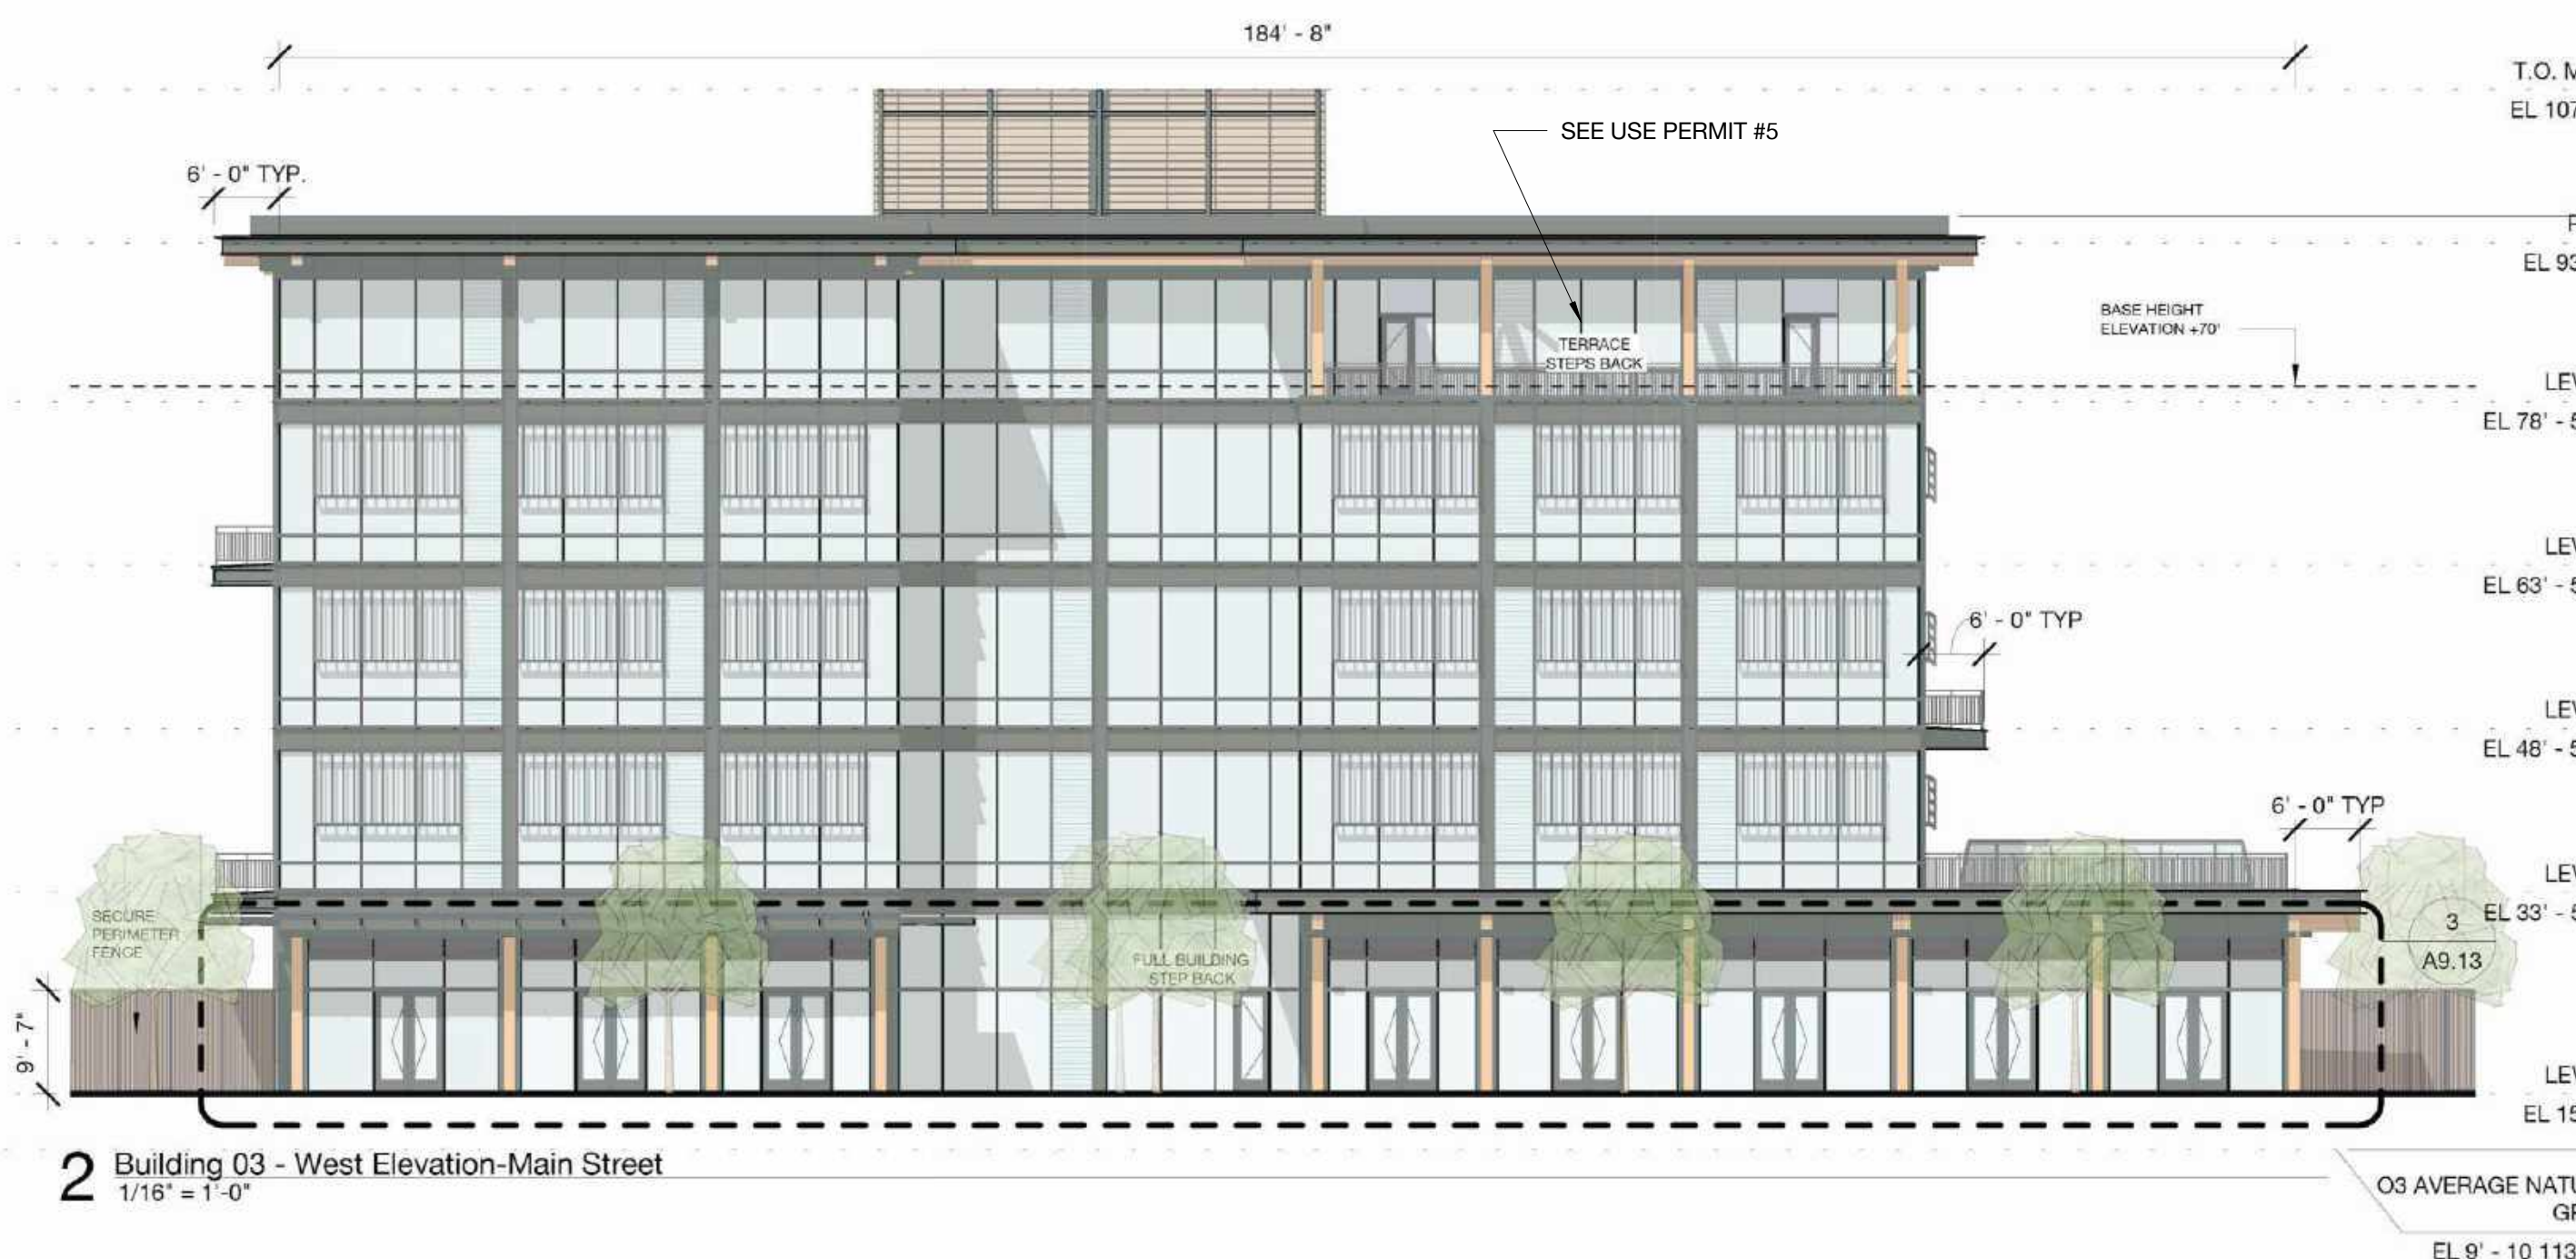 184' - 8"
T.O. M
EL 107
SEE USE PERMIT #5
6' - 0" TYP.
EL 93
BASE HEIGHT
ELEVATION +70'
TERRACE
STEPS BACK
LEV
EL 78' - 5
LEV
EL 63' - 5
6' - 0" TYP
LEV
EL 48' - 5
6' - 0" TYP
LEV
EL 33' - 5
SECURE
PERIMETER
FENCE
3
A9.13
FULL BUILDING
STEP BACK
9' - 7"
LEV
EL 15
2 Building 03 - West Elevation-Main Street
1/16" = 1'-0"
O3 AVERAGE NATU
GR
EL 9' - 10 113